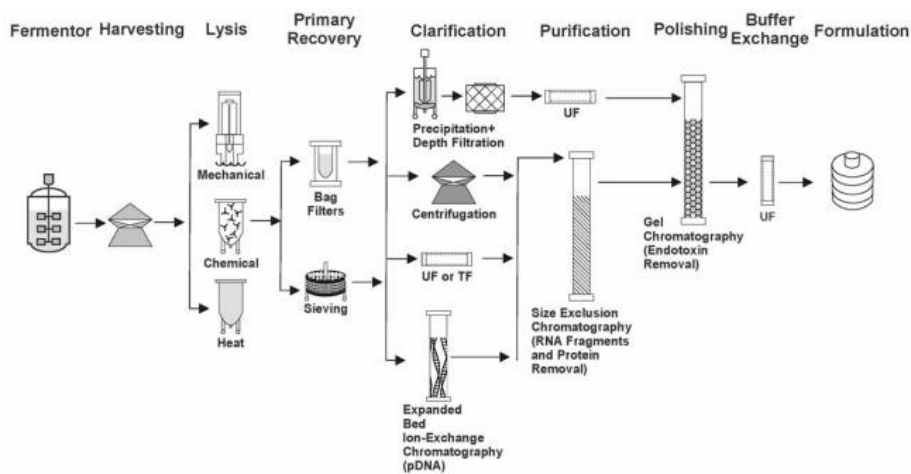 Fermentor
Harvesting
Lysis
Primary
Recovery
Clarification
Purification
Polishing
Buffer
Exchange
Formulation
Mechanical
Chemical
Heat
Bag
Filters
Sieving
Precipitation+
Depth Filtration
Centrifugation
UF or TF
Expanded
Bed
Ion-Exchange
Chromatography
(pDNA)
UF
Size Exclusion
Chromatography
(RNA Fragments
and Protein
Removal)
Gel
Chromatography
(Endotoxin
Removal)
UF